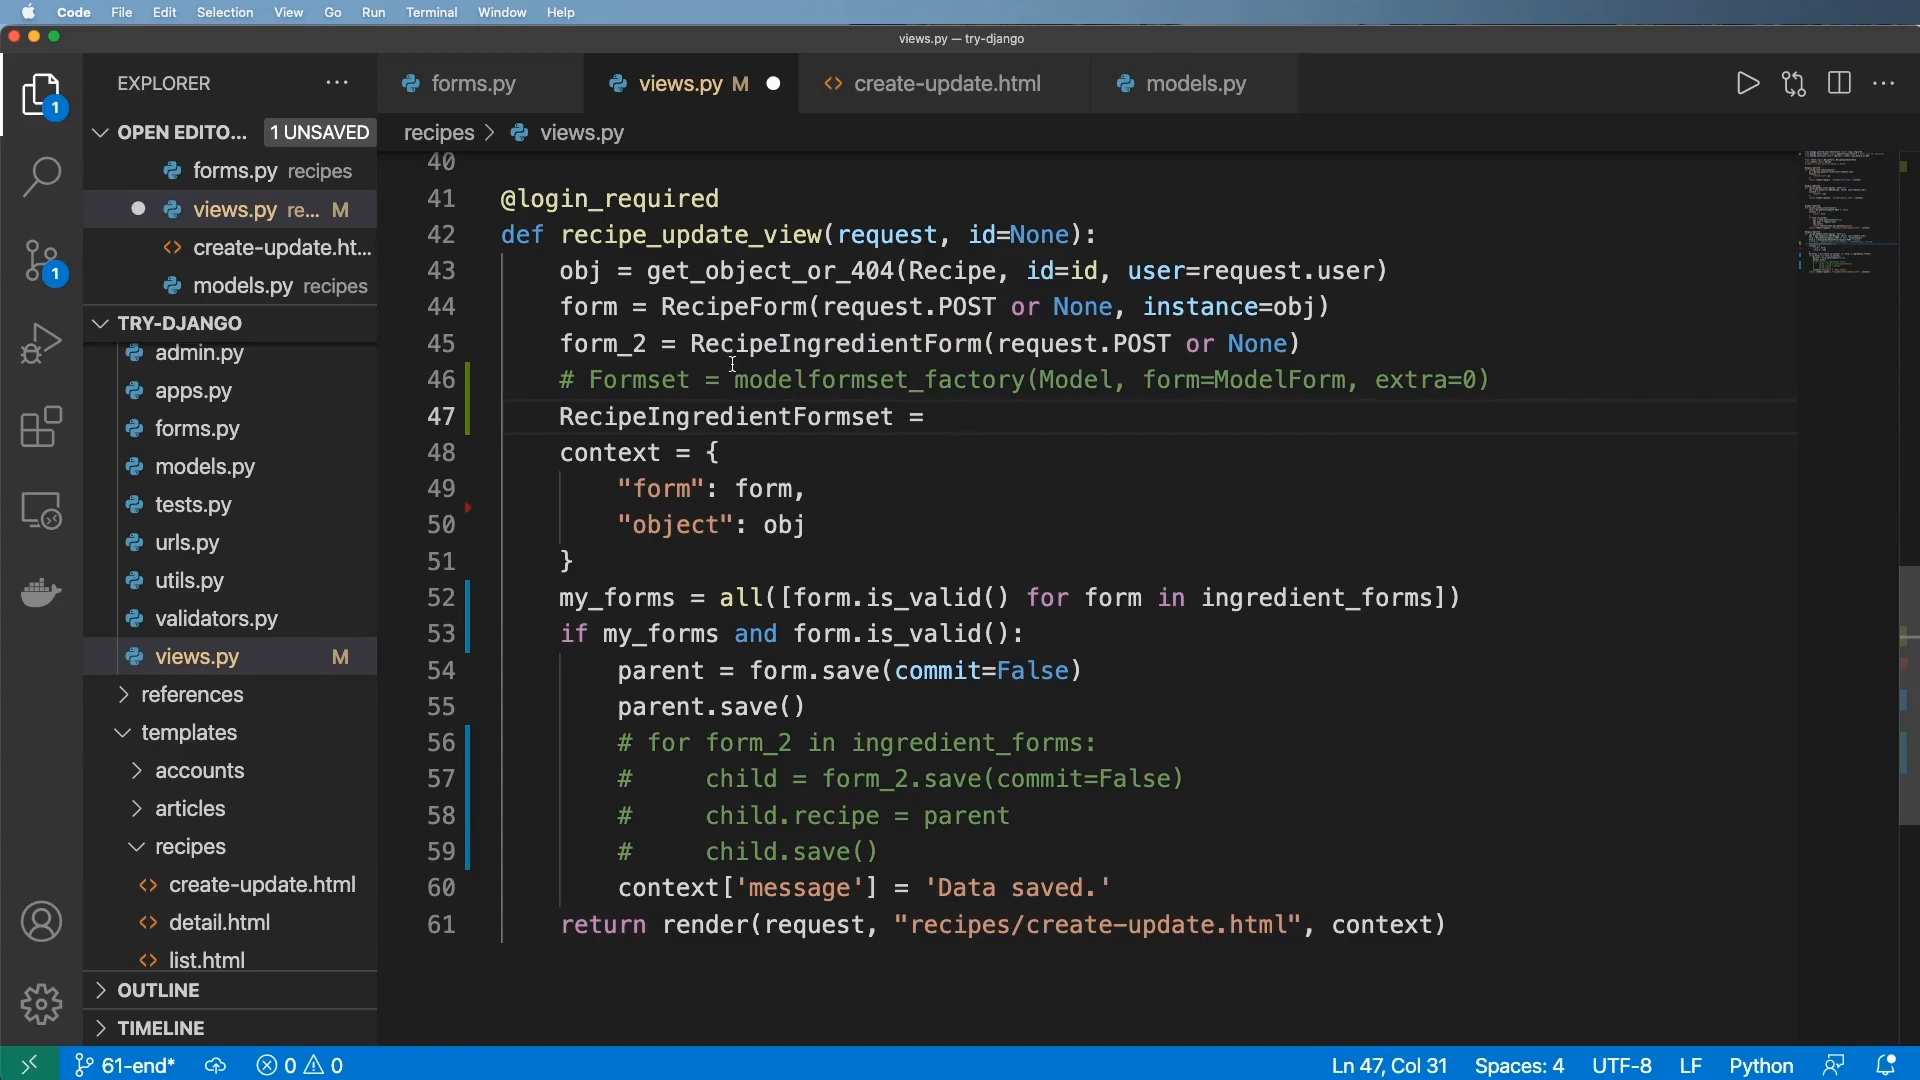 Code File Edit Selection View Go Run Terminal Window Help
views.py — try-django
EXPLORER
forms.py
views.py M
create-update.html
models.py
OPEN EDITO... 1 UNSAVED
forms.py recipes
views.py re... M
create-update.ht...
models.py recipes
TRY-DJANGO
admin.py
apps.py
forms.py
models.py
tests.py
urls.py
utils.py
validators.py
views.py M
references
templates
accounts
articles
recipes
create-update.html
detail.html
list.html
OUTLINE
TIMELINE
1
1
recipes > views.py
40
41 @login_required
42 def recipe_update_view(request, id=None):
43 obj = get_object_or_404(Recipe, id=id, user=request.user)
44 form = RecipeForm(request.POST or None, instance=obj)
45 form_2 = RecipeIngredientForm(request.POST or None)
46 # Formset = modelformset_factory(Model, form=ModelForm, extra=0)
47 RecipeIngredientFormset =
48 context = {
49 "form": form,
50 "object": obj
51 }
52 my_forms = all([form.is_valid() for form in ingredient_forms])
53 if my_forms and form.is_valid():
54 parent = form.save(commit=False)
55 parent.save()
56 # for form_2 in ingredient_forms:
57 # child = form_2.save(commit=False)
58 # child.recipe = parent
59 # child.save()
60 context['message'] = 'Data saved.'
61 return render(request, "recipes/create-update.html", context)
61-end* 0 0 Ln 47, Col 31 Spaces: 4 UTF-8 LF Python